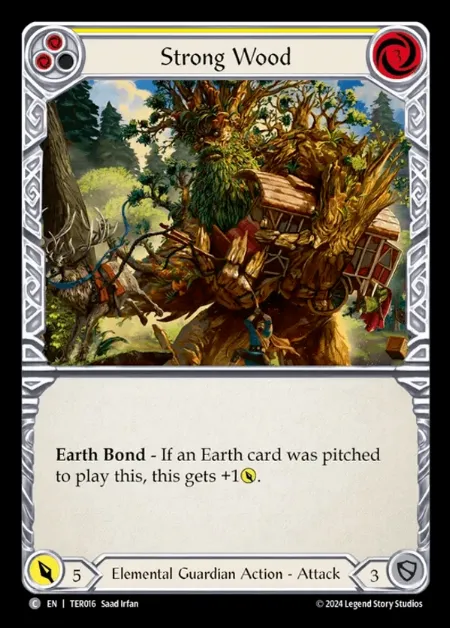 3
Strong Wood
Earth Bond - If an Earth card was pitched
to play this, this gets +1.
5
Elemental Guardian Action - Attack
3
C EN | TER016 Saad Irfan
© 2024 Legend Story Studios